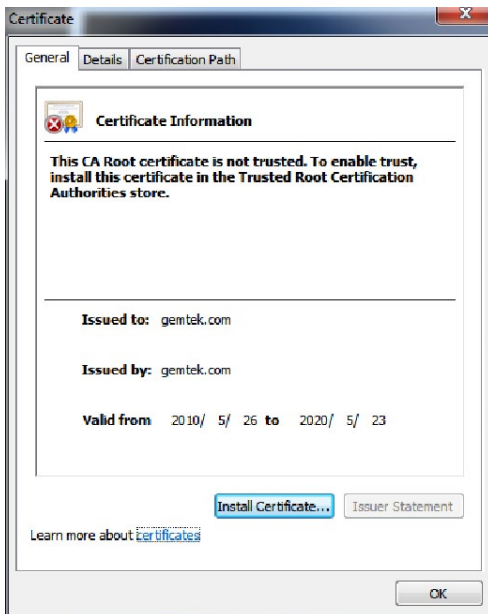 Certificate
General Details Certification Path
Certificate Information
This CA Root certificate is not trusted. To enable trust,
install this certificate in the Trusted Root Certification
Authorities store.
Issued to: gemtek.com
Issued by: gemtek.com
Valid from 2010/ 5/ 26 to 2020/ 5/ 23
Install Certificate... Issuer Statement
Learn more about certificates
OK